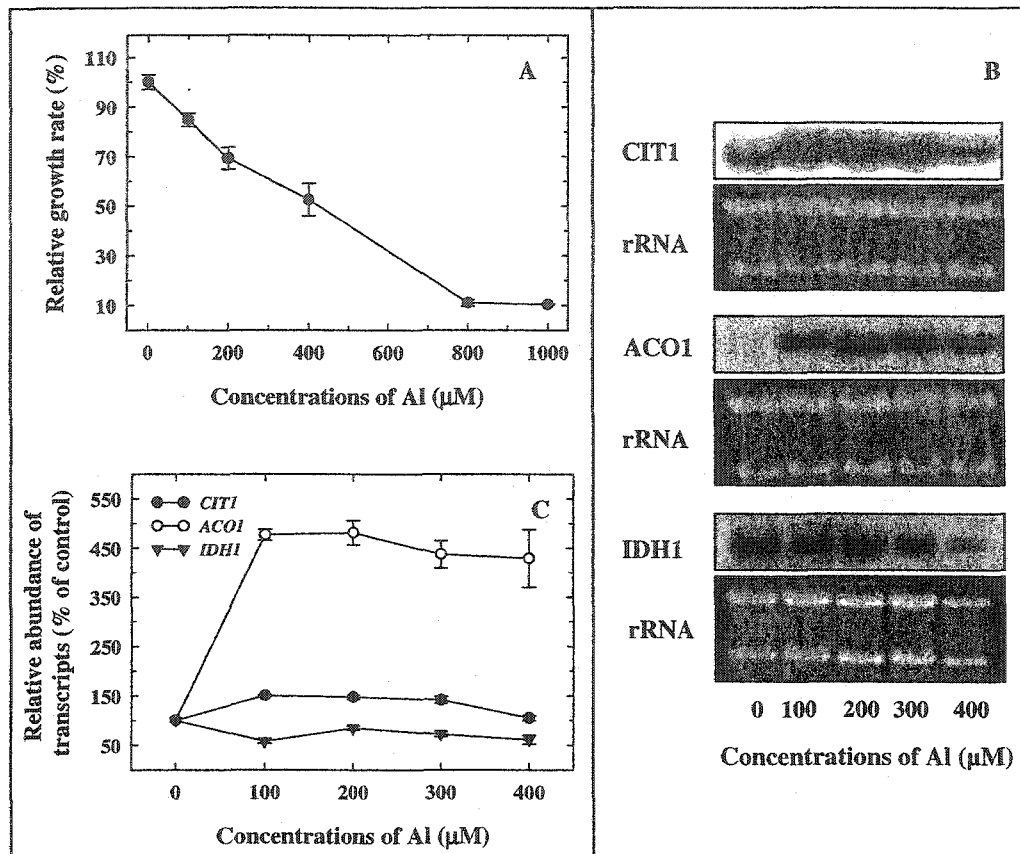 A
Relative growth rate (%)
110
90
70
50
30
10
0 200 400 600 800 1000
Concentrations of Al (μM)
C
CIT1
ACO1
IDH1
Relative abundance of
transcripts (% of control)
550
450
350
250
150
50
0 100 200 300 400
Concentrations of Al (μM)
B
CIT1
rRNA
ACO1
rRNA
IDH1
rRNA
0 100 200 300 400
Concentrations of Al (μM)